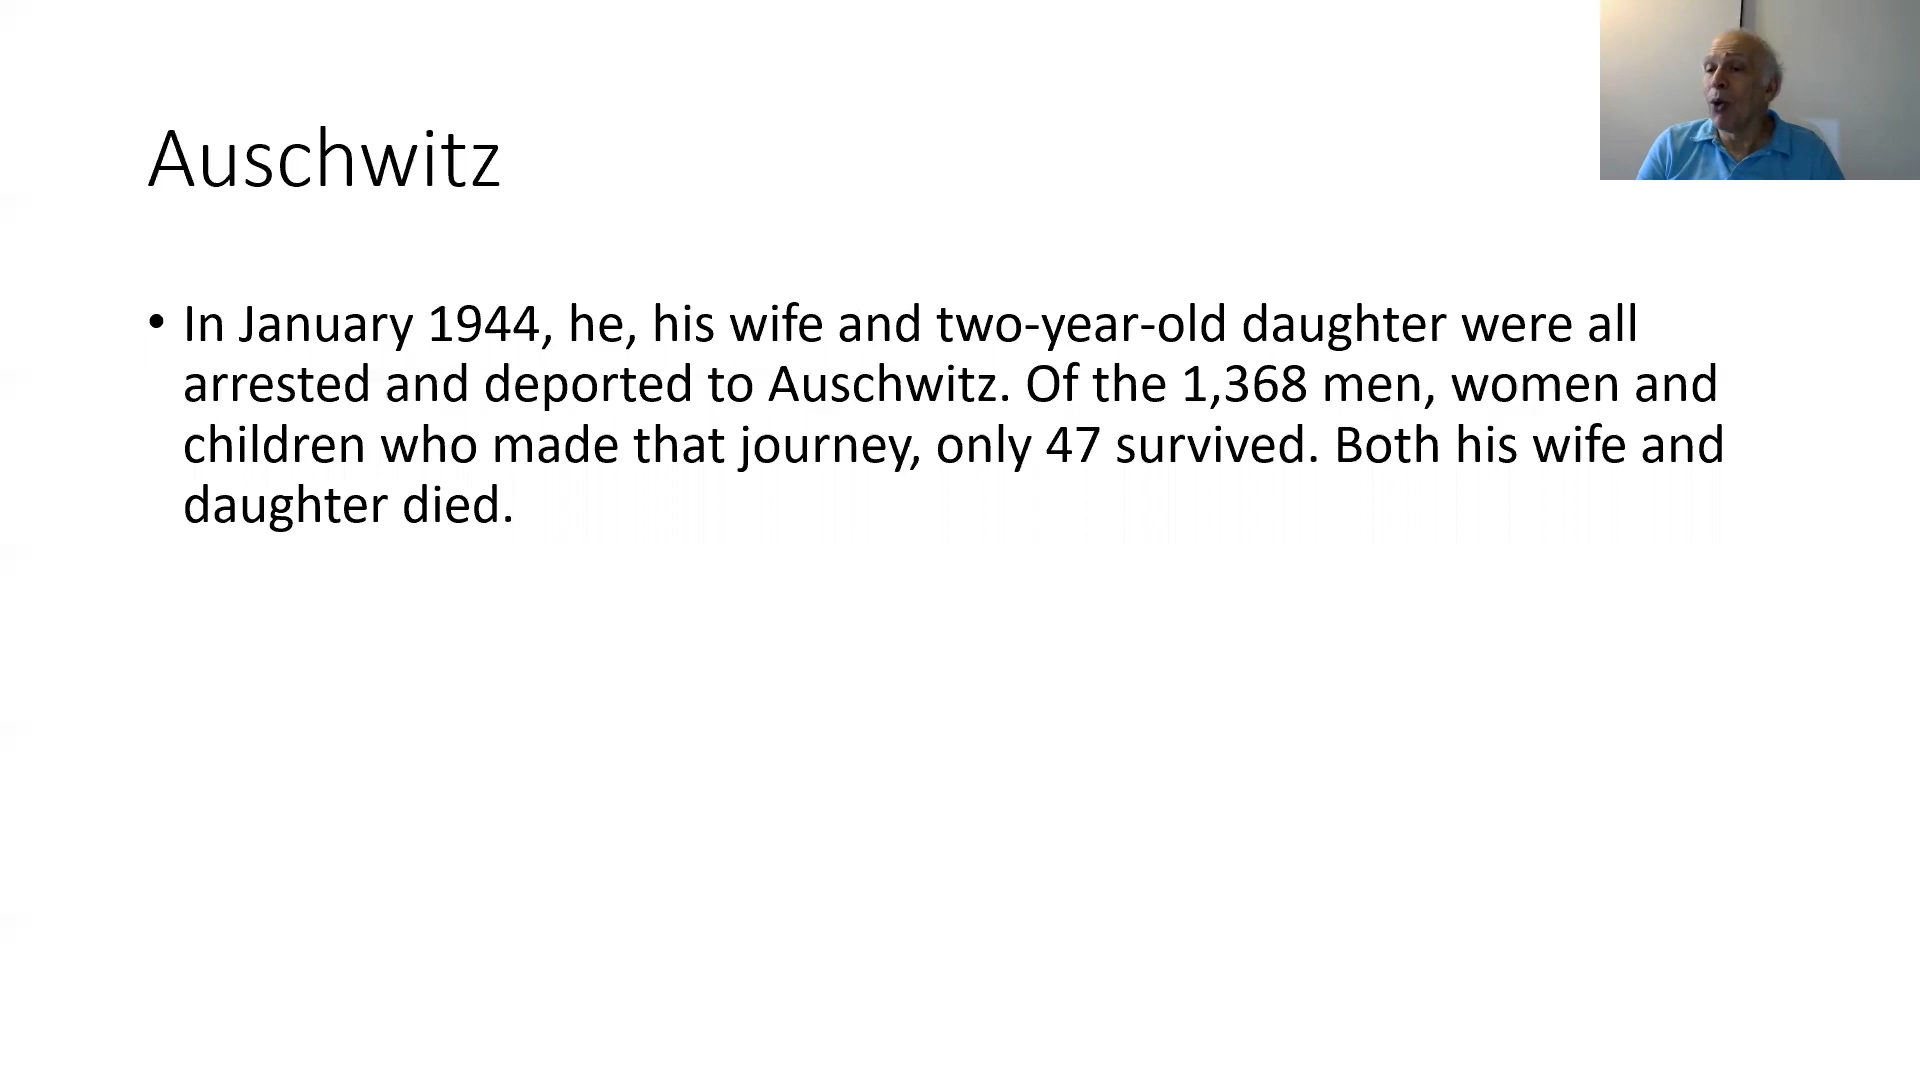 Auschwitz
• In January 1944, he, his wife and two-year-old daughter were all
arrested and deported to Auschwitz. Of the 1,368 men, women and
children who made that journey, only 47 survived. Both his wife and
daughter died.